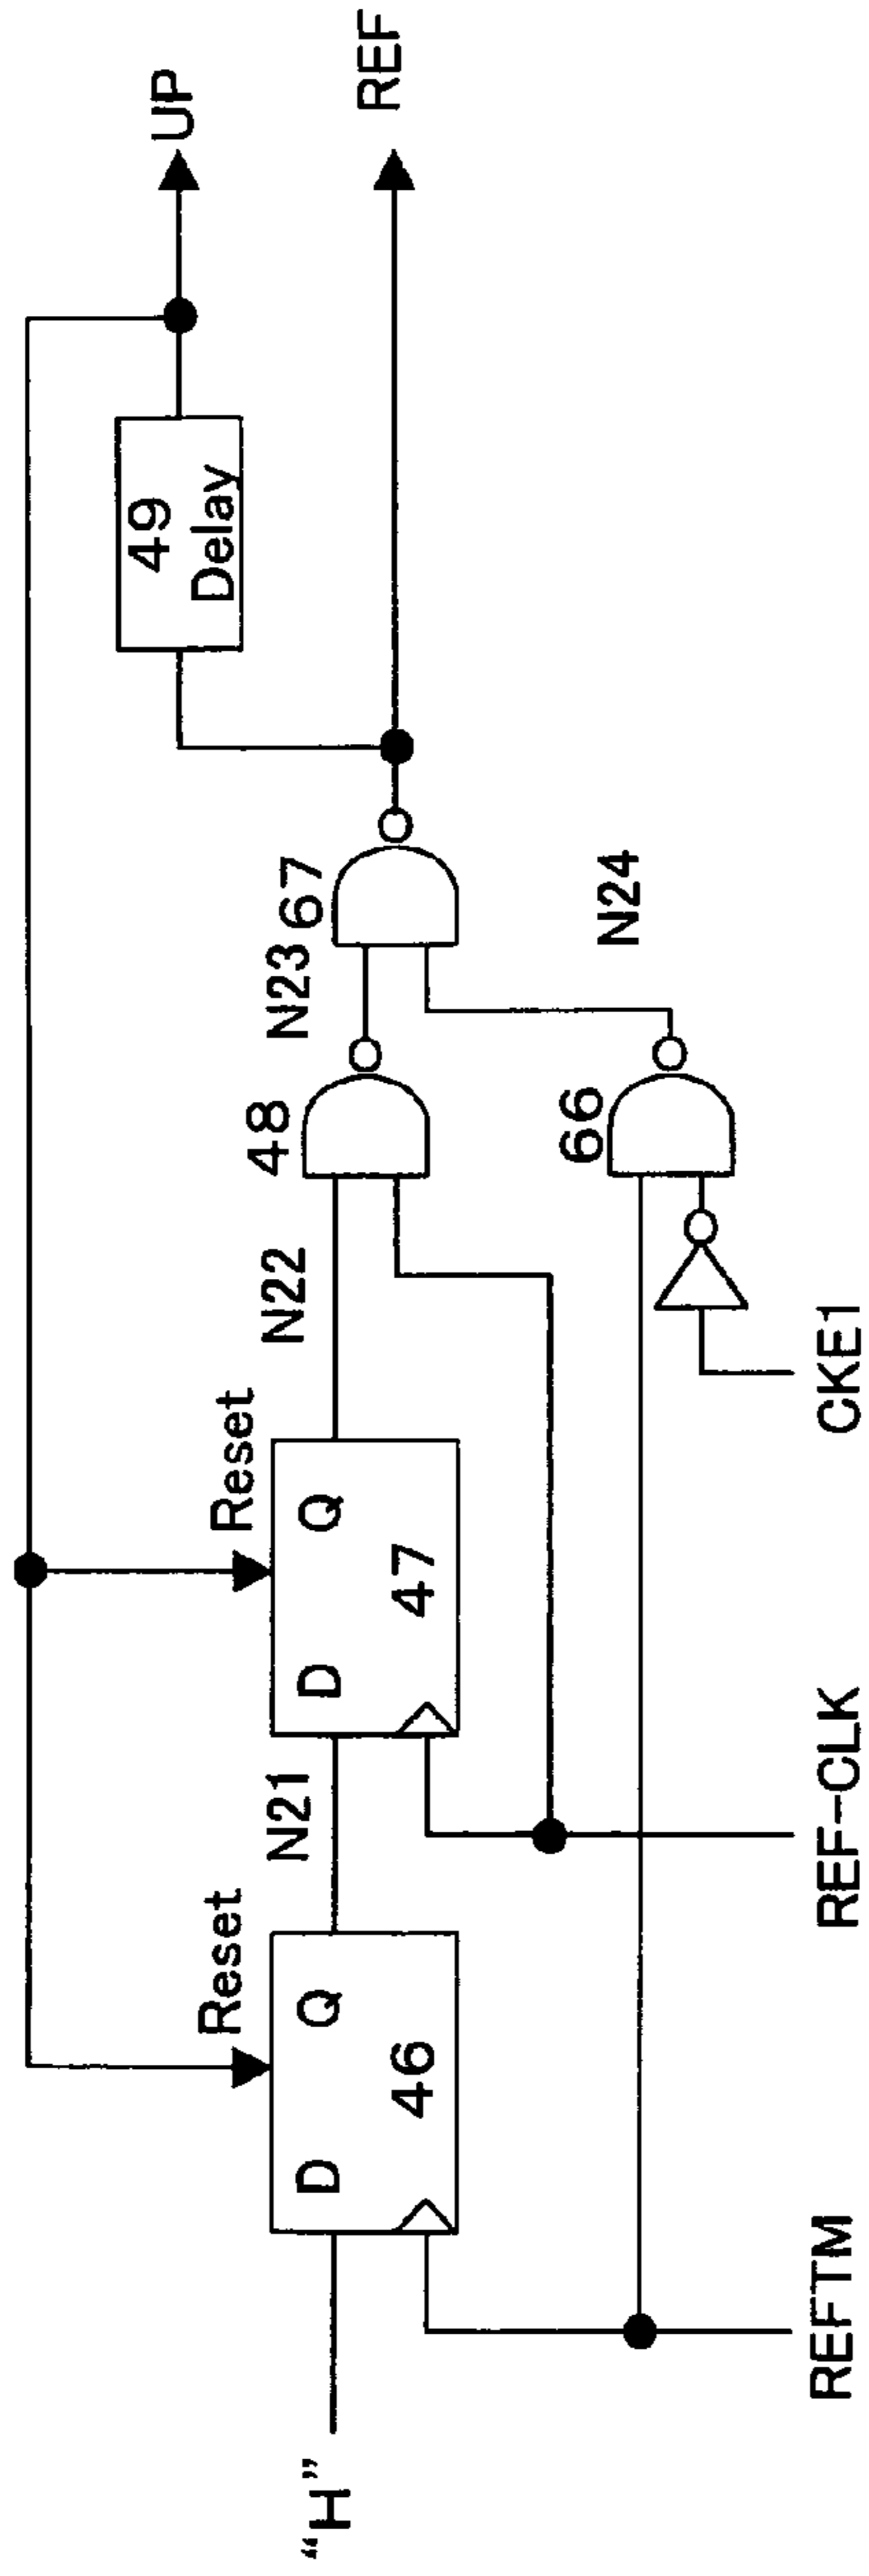 "H"
D
Q
46
Reset
N21
D
Q
47
Reset
N22
48
N23
67
49
Delay
UP
REF
N24
66
REFTM
REF-CLK
CKE1